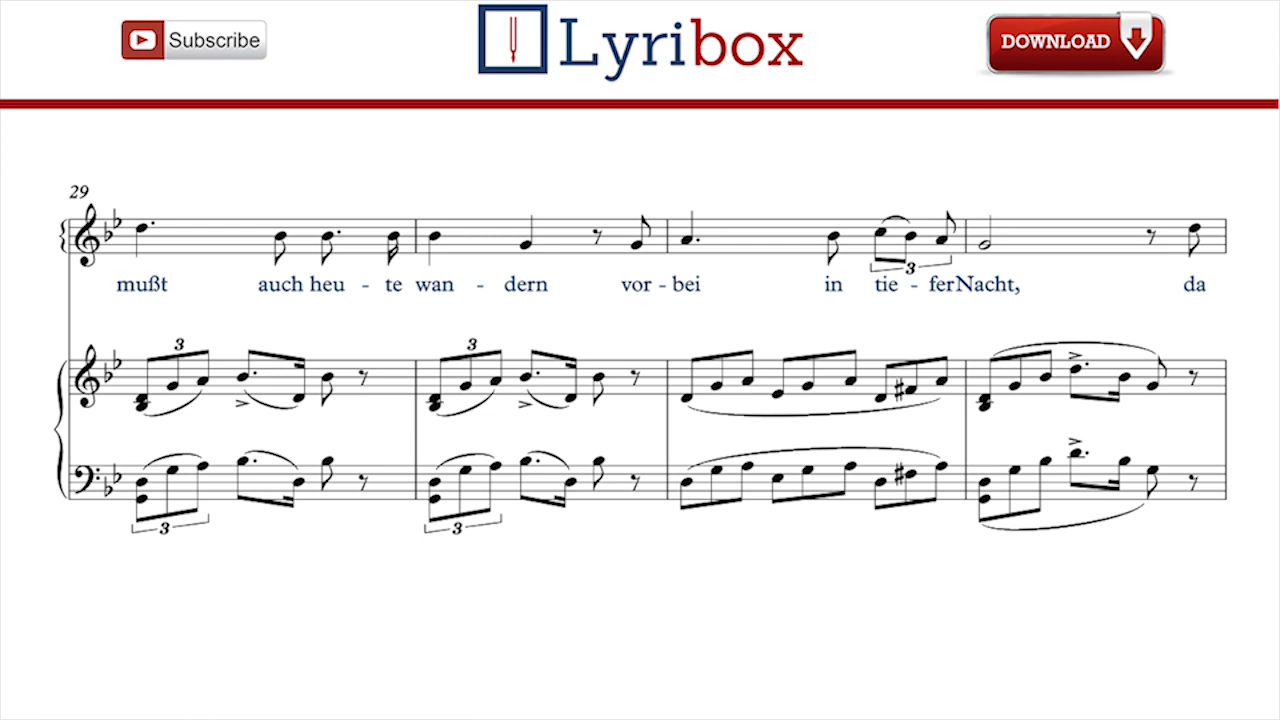 Subscribe
Lyribox
DOWNLOAD
29
mußt auch heu - te wan - dern vor - bei in tie - ferNacht, da
3
3 3
3 3